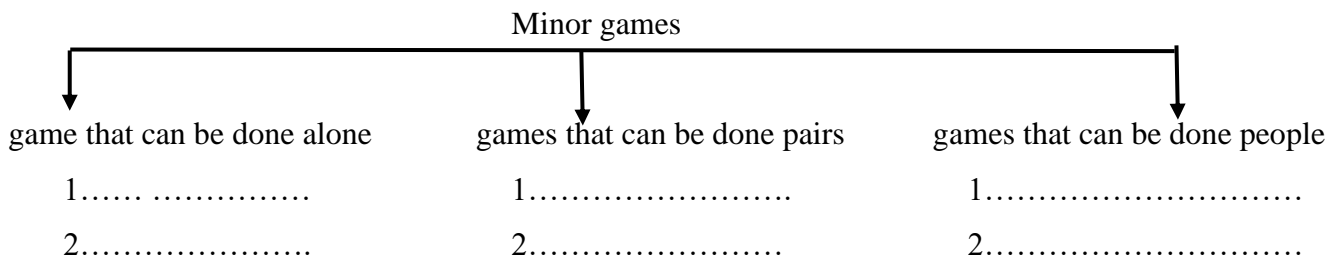 Minor games
game that can be done alone games that can be done pairs games that can be done people
1…… …………… 1……………………. 1…………………………
2…………………. 2…………………… 2…………………………